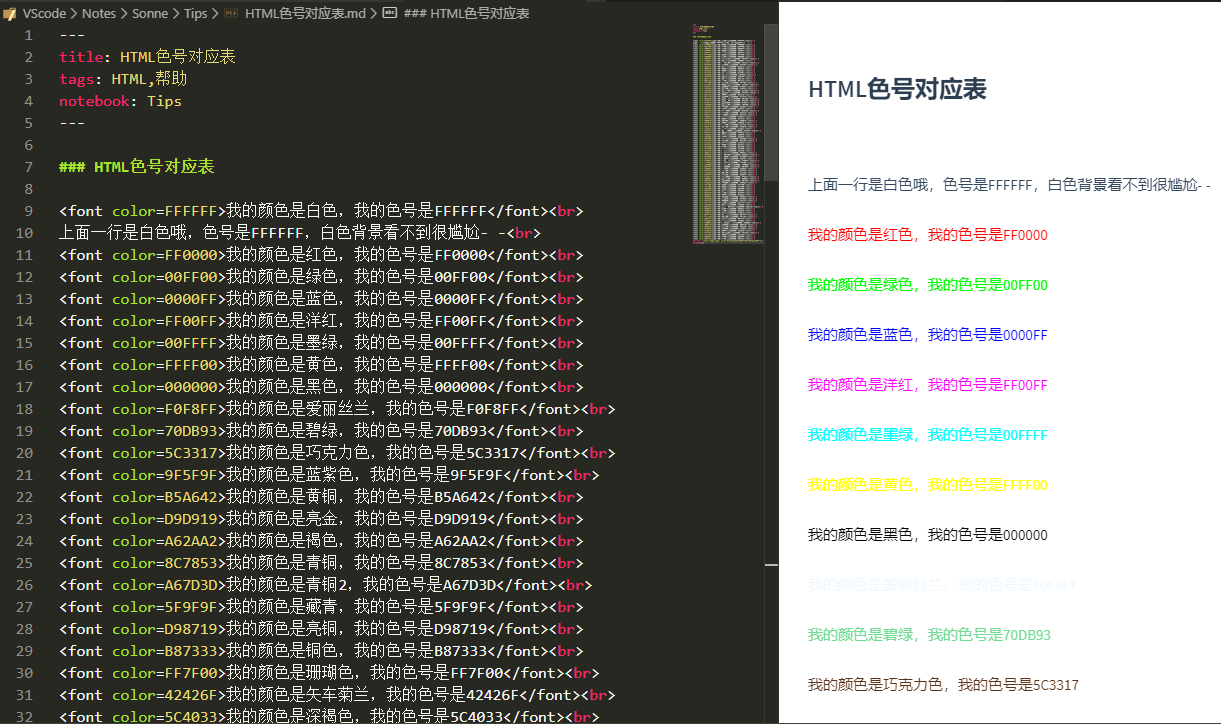 VScode > Notes > Sonne > Tips > HTML色号对应表.md > ### HTML色号对应表
1 ---
2 title: HTML色号对应表
3 tags: HTML,帮助
4 notebook: Tips
5 ---
6
7 ### HTML色号对应表
8
9 <font color=FFFFFF>我的颜色是白色，我的色号是FFFFFF</font><br>
10 上面一行是白色哦，色号是FFFFFF，白色背景看不到很尴尬- -<br>
11 <font color=FF0000>我的颜色是红色，我的色号是FF0000</font><br>
12 <font color=00FF00>我的颜色是绿色，我的色号是00FF00</font><br>
13 <font color=0000FF>我的颜色是蓝色，我的色号是0000FF</font><br>
14 <font color=FF00FF>我的颜色是洋红，我的色号是FF00FF</font><br>
15 <font color=00FFFF>我的颜色是墨绿，我的色号是00FFFF</font><br>
16 <font color=FFFF00>我的颜色是黄色，我的色号是FFFF00</font><br>
17 <font color=000000>我的颜色是黑色，我的色号是000000</font><br>
18 <font color=F0F8FF>我的颜色是爱丽丝兰，我的色号是F0F8FF</font><br>
19 <font color=70DB93>我的颜色是碧绿，我的色号是70DB93</font><br>
20 <font color=5C3317>我的颜色是巧克力色，我的色号是5C3317</font><br>
21 <font color=9F5F9F>我的颜色是蓝紫色，我的色号是9F5F9F</font><br>
22 <font color=B5A642>我的颜色是黄铜，我的色号是B5A642</font><br>
23 <font color=D9D919>我的颜色是亮金，我的色号是D9D919</font><br>
24 <font color=A62AA2>我的颜色是褐色，我的色号是A62AA2</font><br>
25 <font color=8C7853>我的颜色是青铜，我的色号是8C7853</font><br>
26 <font color=A67D3D>我的颜色是青铜2，我的色号是A67D3D</font><br>
27 <font color=5F9F9F>我的颜色是藏青，我的色号是5F9F9F</font><br>
28 <font color=D98719>我的颜色是亮铜，我的色号是D98719</font><br>
29 <font color=B87333>我的颜色是铜色，我的色号是B87333</font><br>
30 <font color=FF7F00>我的颜色是珊瑚色，我的色号是FF7F00</font><br>
31 <font color=42426F>我的颜色是矢车菊兰，我的色号是42426F</font><br>
32 <font color=5C4033>我的颜色是深褐色，我的色号是5C4033</font><br>
HTML色号对应表
上面一行是白色哦，色号是FFFFFF，白色背景看不到很尴尬- -
我的颜色是红色，我的色号是FF0000
我的颜色是绿色，我的色号是00FF00
我的颜色是蓝色，我的色号是0000FF
我的颜色是洋红，我的色号是FF00FF
我的颜色是墨绿，我的色号是00FFFF
我的颜色是黄色，我的色号是FFFF00
我的颜色是黑色，我的色号是000000
我的颜色是爱丽丝兰，我的色号是F0F8FF
我的颜色是碧绿，我的色号是70DB93
我的颜色是巧克力色，我的色号是5C3317